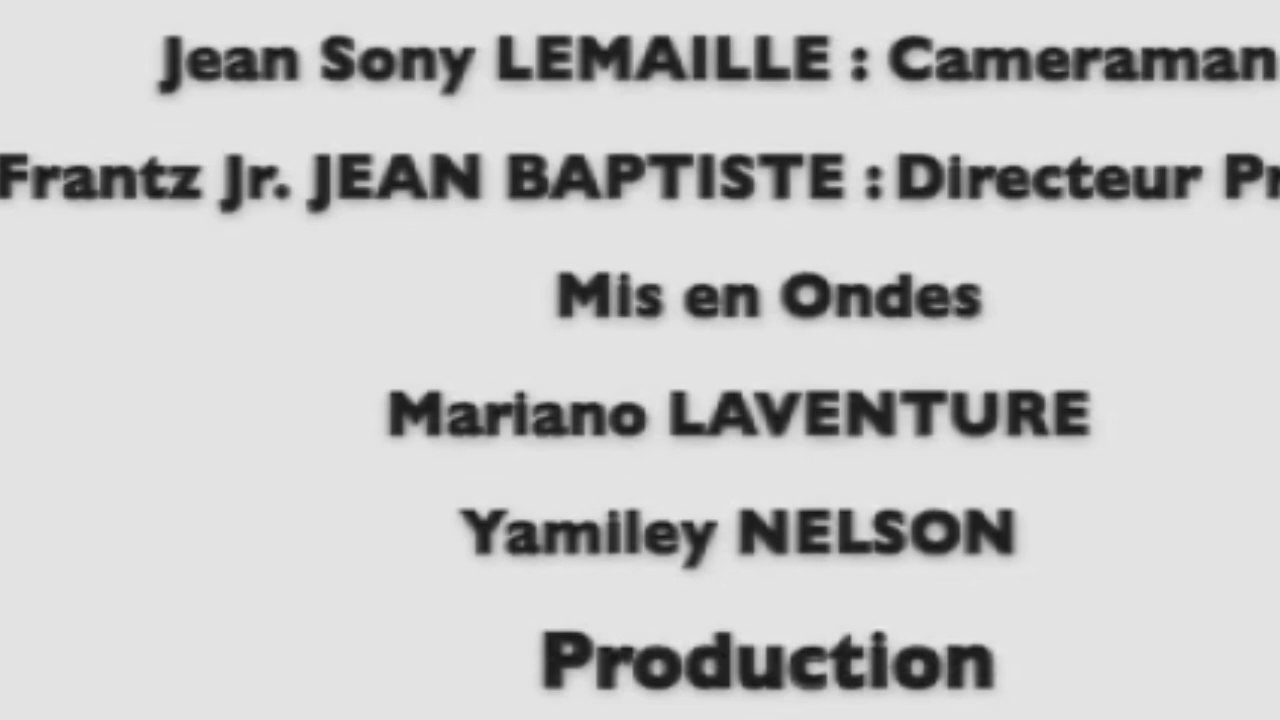 Jean Sony LEMAILLE : Cameraman
Frantz Jr. JEAN BAPTISTE : Directeur
Mis en Ondes
Mariano LAVENTURE
Yamiley NELSON
Production